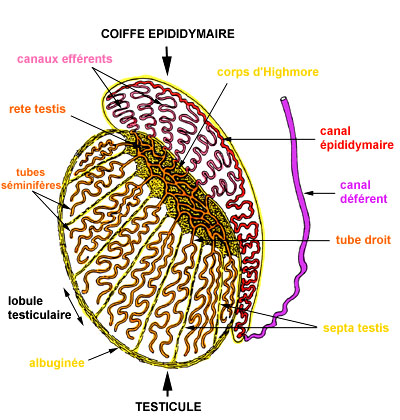 COIFFE EPIDIDYMAIRE
canaux efférents
corps d'Highmore
rete testis
canal
épididymaire
tubes
séminifères
canal
déférent
tube droit
lobule
testiculaire
septa testis
albuginée
TESTICULE